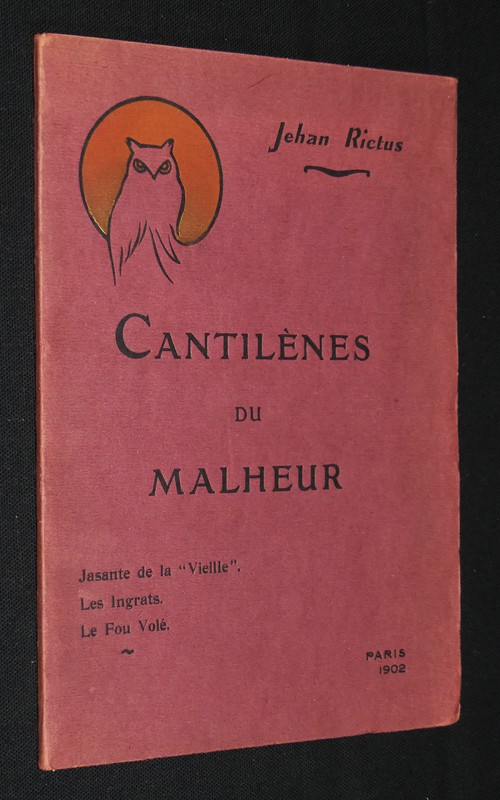 Jehan Rictus
CANTILÈNES
DU
MALHEUR
Jasante de la "Vieille".
Les Ingrats.
Le Fou Volé.
PARIS
1902